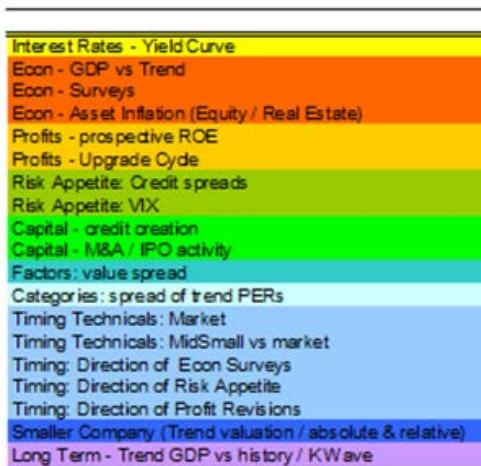 Interest Rates - Yield Curve
Econ - GDP vs Trend
Econ - Surveys
Econ - Asset Inflation (Equity / Real Estate)
Profits - prospective ROE
Profits - Upgrade Cycle
Risk Appetite: Credit spreads
Risk Appetite: VIX
Capital - credit creation
Capital - M&A / IPO activity
Factors: value spread
Categories: spread of trend PERs
Timing Technicals: Market
Timing Technicals: MidSmall vs market
Timing: Direction of Econ Surveys
Timing: Direction of Risk Appetite
Timing: Direction of Profit Revisions
Smaller Company (Trend valuation / absolute & relative)
Long Term - Trend GDP vs history / KWave